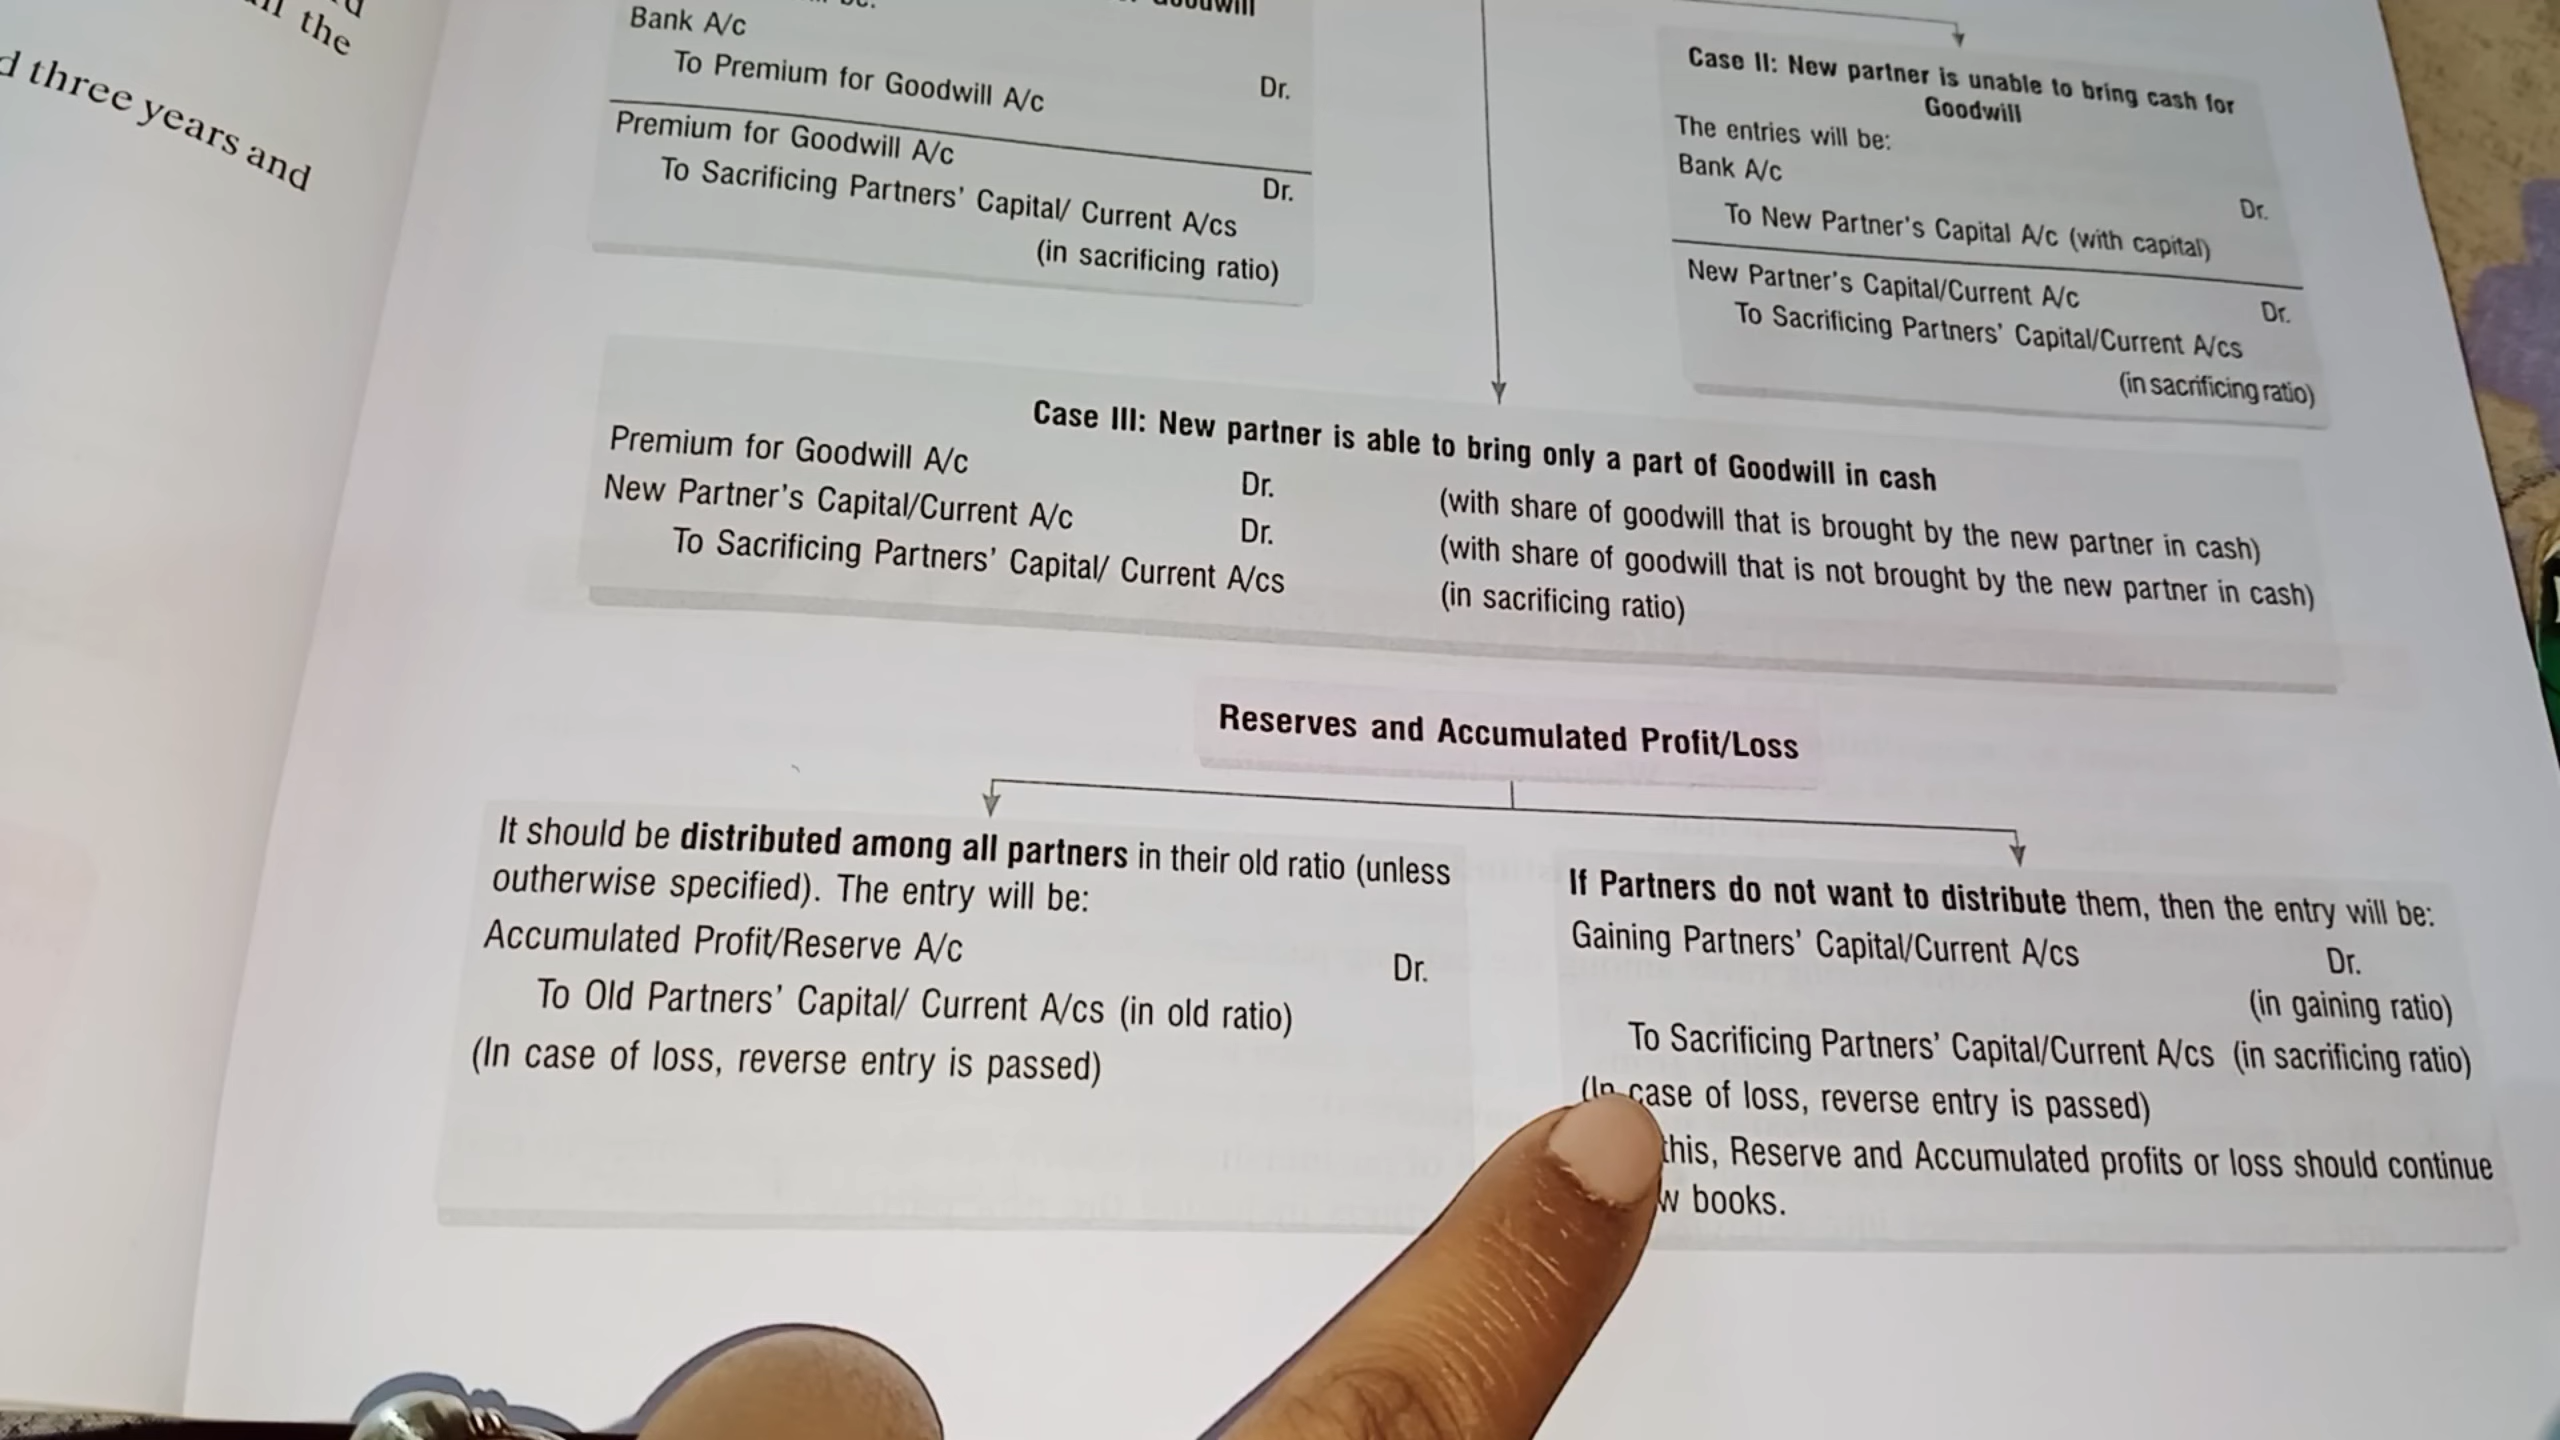 the
three years and
Goodwill
Bank A/c Dr.
To Premium for Goodwill A/c
Premium for Goodwill A/c Dr.
To Sacrificing Partners' Capital/ Current A/cs
(in sacrificing ratio)
Case II: New partner is unable to bring cash for
Goodwill
The entries will be:
Bank A/c Dr.
To New Partner's Capital A/c (with capital)
New Partner's Capital/Current A/c Dr.
To Sacrificing Partners' Capital/Current A/cs
(in sacrificing ratio)
Case III: New partner is able to bring only a part of Goodwill in cash
Premium for Goodwill A/c Dr. (with share of goodwill that is brought by the new partner in cash)
New Partner's Capital/Current A/c Dr. (with share of goodwill that is not brought by the new partner in cash)
To Sacrificing Partners' Capital/ Current A/cs (in sacrificing ratio)
Reserves and Accumulated Profit/Loss
It should be distributed among all partners in their old ratio (unless
outherwise specified). The entry will be:
Accumulated Profit/Reserve A/c Dr.
To Old Partners' Capital/ Current A/cs (in old ratio)
(In case of loss, reverse entry is passed)
If Partners do not want to distribute them, then the entry will be:
Gaining Partners' Capital/Current A/cs Dr.
(in gaining ratio)
To Sacrificing Partners' Capital/Current A/cs (in sacrificing ratio)
(In case of loss, reverse entry is passed)
this, Reserve and Accumulated profits or loss should continue
books.